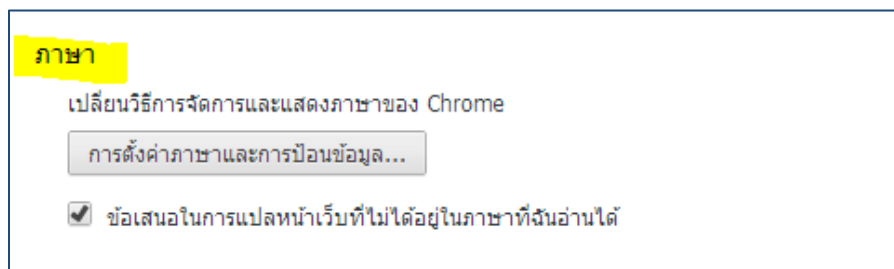 ภาษา
เปลี่ยนวิธีการจัดการและแสดงภาษาของ Chrome
การตั้งค่าภาษาและการป้อนข้อมูล...
ข้อเสนอในการแปลหน้าเว็บที่ไม่ได้อยู่ในภาษาที่ฉันอ่านได้